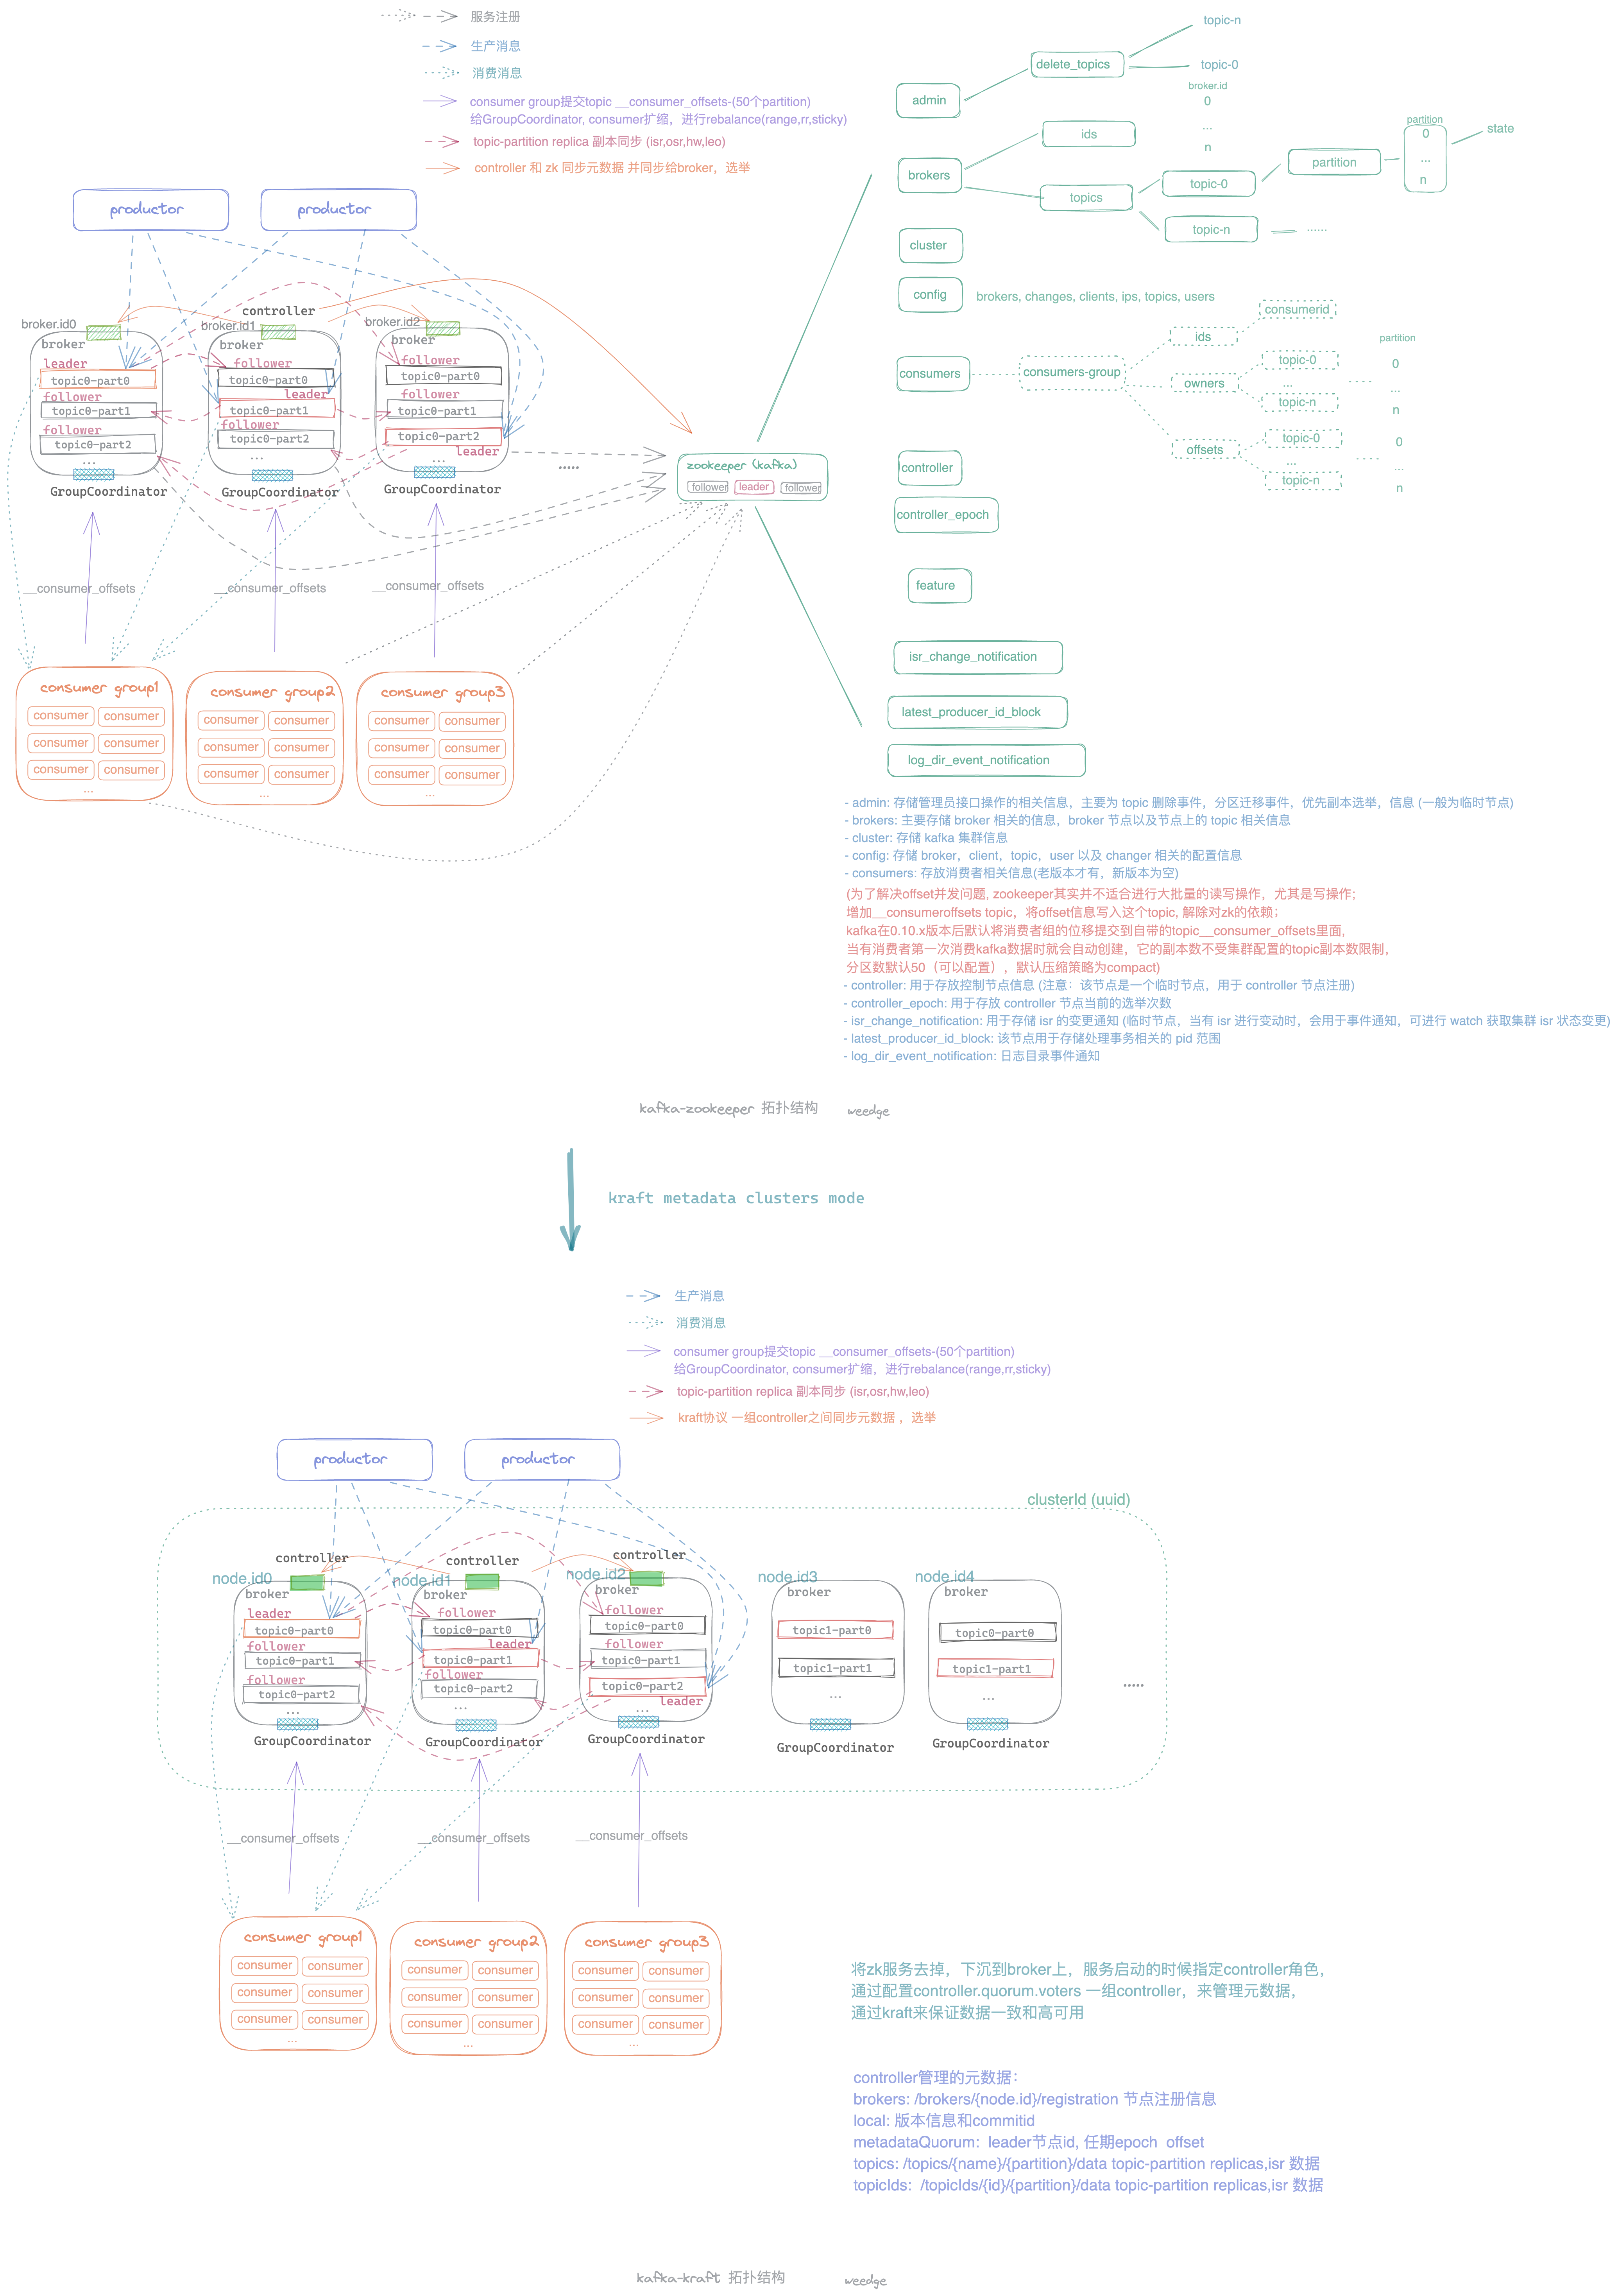 服务注册
生产消息
消费消息
consumer group提交topic __consumer_offsets-(50个partition)
给GroupCoordinator, consumer扩缩，进行rebalance(range,rr,sticky)
topic-partition replica 副本同步 (isr,osr,hw,leo)
controller 和 zk 同步元数据 并同步给broker，选举
productor
productor
controller
broker.id0
broker.id1
broker.id2
broker
leader
topic0-part0
follower
topic0-part1
follower
topic0-part2
...
GroupCoordinator
broker
follower
topic0-part0
leader
topic0-part1
follower
topic0-part2
...
GroupCoordinator
broker
follower
topic0-part0
follower
topic0-part1
topic0-part2
leader
...
GroupCoordinator
.....
zookeeper (kafka)
follower
leader
follower
__consumer_offsets
__consumer_offsets
__consumer_offsets
consumer group1
consumer consumer
consumer consumer
consumer consumer
...
consumer group2
consumer consumer
consumer consumer
consumer consumer
...
consumer group3
consumer consumer
consumer consumer
consumer consumer
...
admin
delete_topics
topic-n
topic-0
brokers
ids
broker.id
0
...
n
topics
topic-0
partition
partition
0
...
n
state
topic-n
......
cluster
config
brokers, changes, clients, ips, topics, users
consumers
consumers-group
ids
consumerid
owners
topic-0
...
topic-n
offsets
topic-0
...
topic-n
partition
0
...
n
0
...
n
controller
controller_epoch
feature
isr_change_notification
latest_producer_id_block
log_dir_event_notification
- admin: 存储管理员接口操作的相关信息，主要为 topic 删除事件，分区迁移事件，优先副本选举，信息 (一般为临时节点)
- brokers: 主要存储 broker 相关的信息，broker 节点以及节点上的 topic 相关信息
- cluster: 存储 kafka 集群信息
- config: 存储 broker，client，topic，user 以及 changer 相关的配置信息
- consumers: 存放消费者相关信息(老版本才有，新版本为空)
(为了解决offset并发问题, zookeeper其实并不适合进行大批量的读写操作，尤其是写操作;
增加__consumeroffsets topic，将offset信息写入这个topic, 解除对zk的依赖；
kafka在0.10.x版本后默认将消费者组的位移提交到自带的topic__consumer_offsets里面,
当有消费者第一次消费kafka数据时就会自动创建，它的副本数不受集群配置的topic副本数限制，
分区数默认50（可以配置）, 默认压缩策略为compact)
- controller: 用于存放控制节点信息 (注意：该节点是一个临时节点，用于 controller 节点注册)
- controller_epoch: 用于存放 controller 节点当前的选举次数
- isr_change_notification: 用于存储 isr 的变更通知 (临时节点，当有 isr 进行变动时，会用于事件通知，可进行 watch 获取集群 isr 状态变更)
- latest_producer_id_block: 该节点用于存储处理事务相关的 pid 范围
- log_dir_event_notification: 日志目录事件通知
kafka-zookeeper 拓扑结构 weedge
kraft metadata clusters mode
生产消息
消费消息
consumer group提交topic __consumer_offsets-(50个partition)
给GroupCoordinator, consumer扩缩，进行rebalance(range,rr,sticky)
topic-partition replica 副本同步 (isr,osr,hw,leo)
kraft协议 一组controller之间同步元数据 ，选举
productor
productor
clusterId (uuid)
controller
controller
controller
node.id0
node.id1
node.id2
node.id3
node.id4
broker
leader
topic0-part0
follower
topic0-part1
follower
topic0-part2
...
GroupCoordinator
broker
follower
topic0-part0
leader
topic0-part1
follower
topic0-part2
...
GroupCoordinator
broker
follower
topic0-part0
follower
topic0-part1
topic0-part2
leader
...
GroupCoordinator
broker
topic1-part0
topic1-part1
...
GroupCoordinator
broker
topic0-part0
topic1-part1
...
GroupCoordinator
.....
__consumer_offsets
__consumer_offsets
__consumer_offsets
consumer group1
consumer consumer
consumer consumer
consumer consumer
...
consumer group2
consumer consumer
consumer consumer
consumer consumer
...
consumer group3
consumer consumer
consumer consumer
consumer consumer
...
将zk服务去掉，下沉到broker上，服务启动的时候指定controller角色，
通过配置controller.quorum.voters 一组controller，来管理元数据，
通过kraft来保证数据一致和高可用
controller管理的元数据：
brokers: /brokers/{node.id}/registration 节点注册信息
local: 版本信息和commitid
metadataQuorum: leader节点id, 任期epoch offset
topics: /topics/{name}/{partition}/data topic-partition replicas,isr 数据
topicIds: /topicIds/{id}/{partition}/data topic-partition replicas,isr 数据
kafka-kraft 拓扑结构 weedge